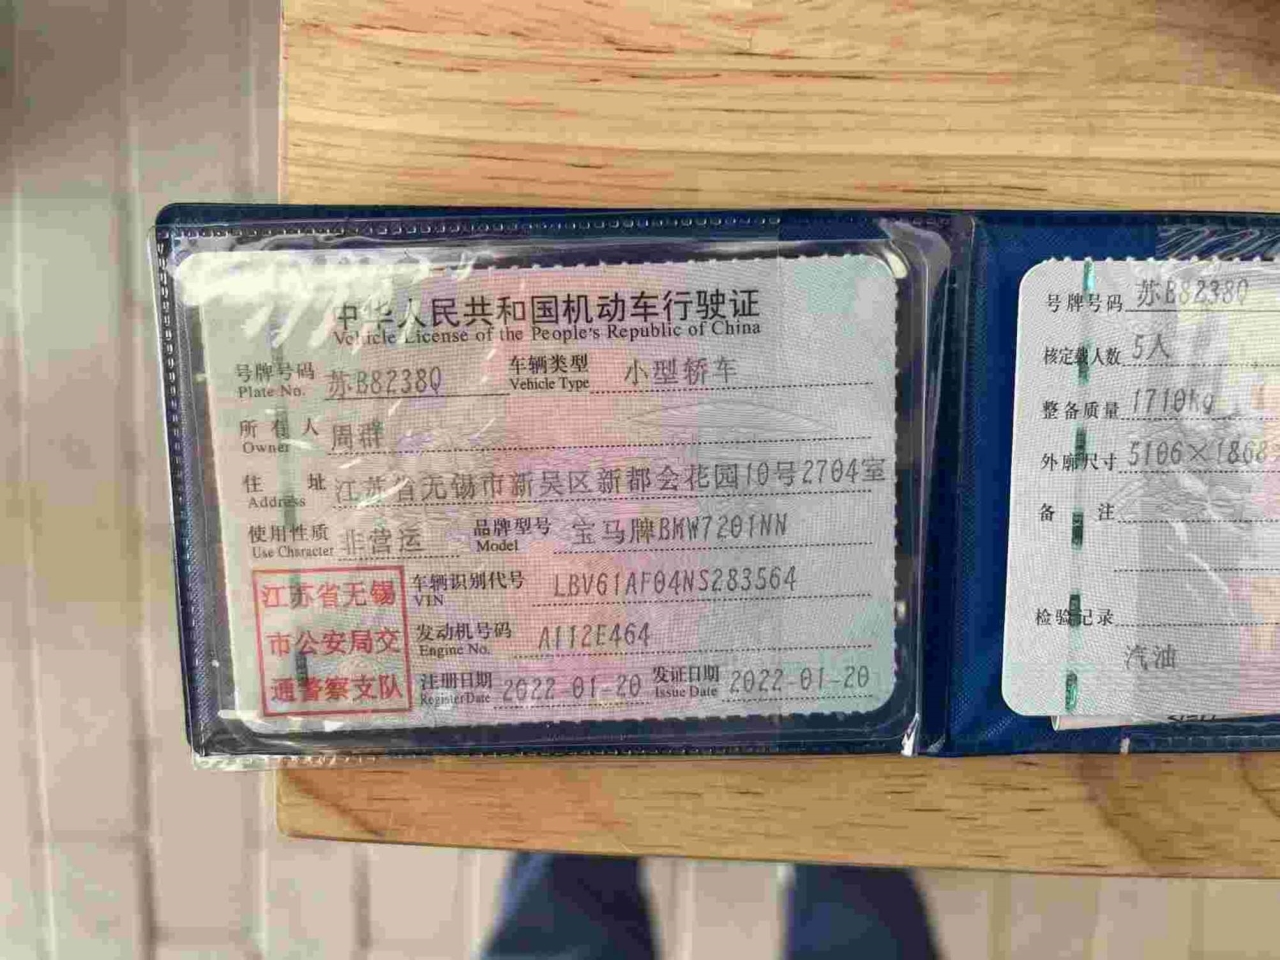 中华人民共和国机动车行驶证
Vehicle License of the People's Republic of China
号牌号码 苏B8238Q 车辆类型 小型轿车
Plate No. Vehicle Type
所有人 周群
Owner
住址 江苏省无锡市新吴区新都会花园10号2704室
Address
使用性质 非营运 品牌型号 宝马牌BMW7201NN
Use Character Model
车辆识别代号 LBV61AF04NS283564
VIN
发动机号码 A112E464
Engine No.
注册日期 2022-01-20 发证日期 2022-01-20
Register Date Issue Date
江苏省无锡
市公安局交
通警察支队
号牌号码 苏B8238Q
核定载人数 5人
整备质量 1710kg
外廓尺寸 5106×1868×
备注
检验记录
汽油